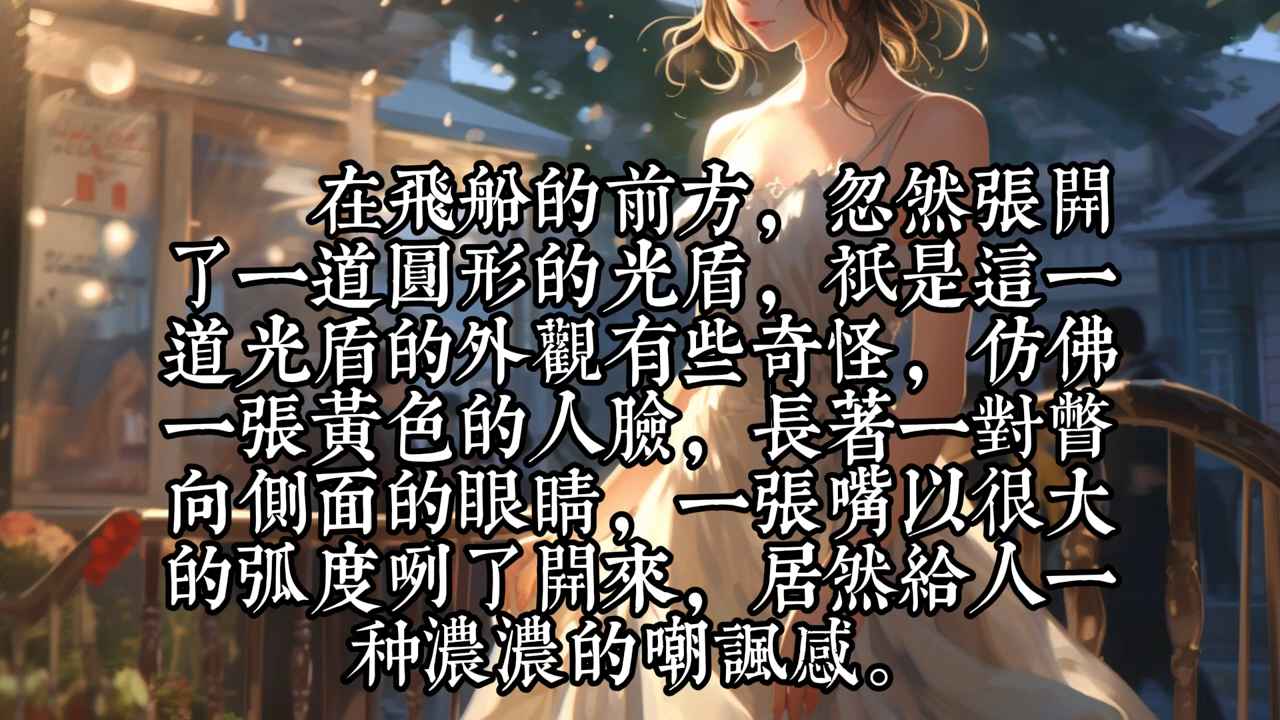 在飛船的前方，忽然張開
了一道圓形的光盾，祇是這一
道光盾的外觀有些奇怪，仿佛
一張黃色的人臉，長著一對瞥
向側面的眼睛，一張嘴以很大
的弧度咧了開來，居然給人一
种濃濃的嘲諷感。